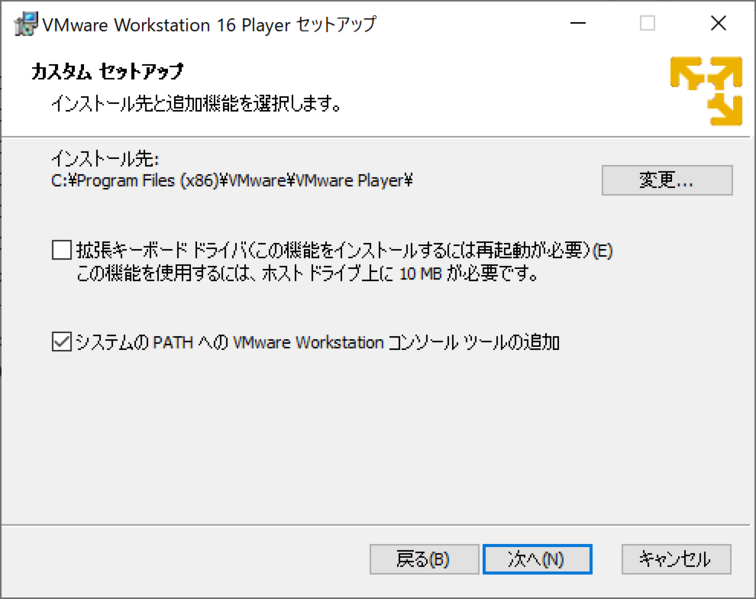 VMware Workstation 16 Player セットアップ
カスタム セットアップ
インストール先と追加機能を選択します。
インストール先:
C:¥Program Files (x86)¥VMware¥VMware Player¥
変更...
拡張キーボード ドライバ(この機能をインストールするには再起動が必要)(E)
この機能を使用するには、ホスト ドライブ上に 10 MB が必要です。
システムの PATH への VMware Workstation コンソール ツールの追加
戻る(B)
次へ(N)
キャンセル